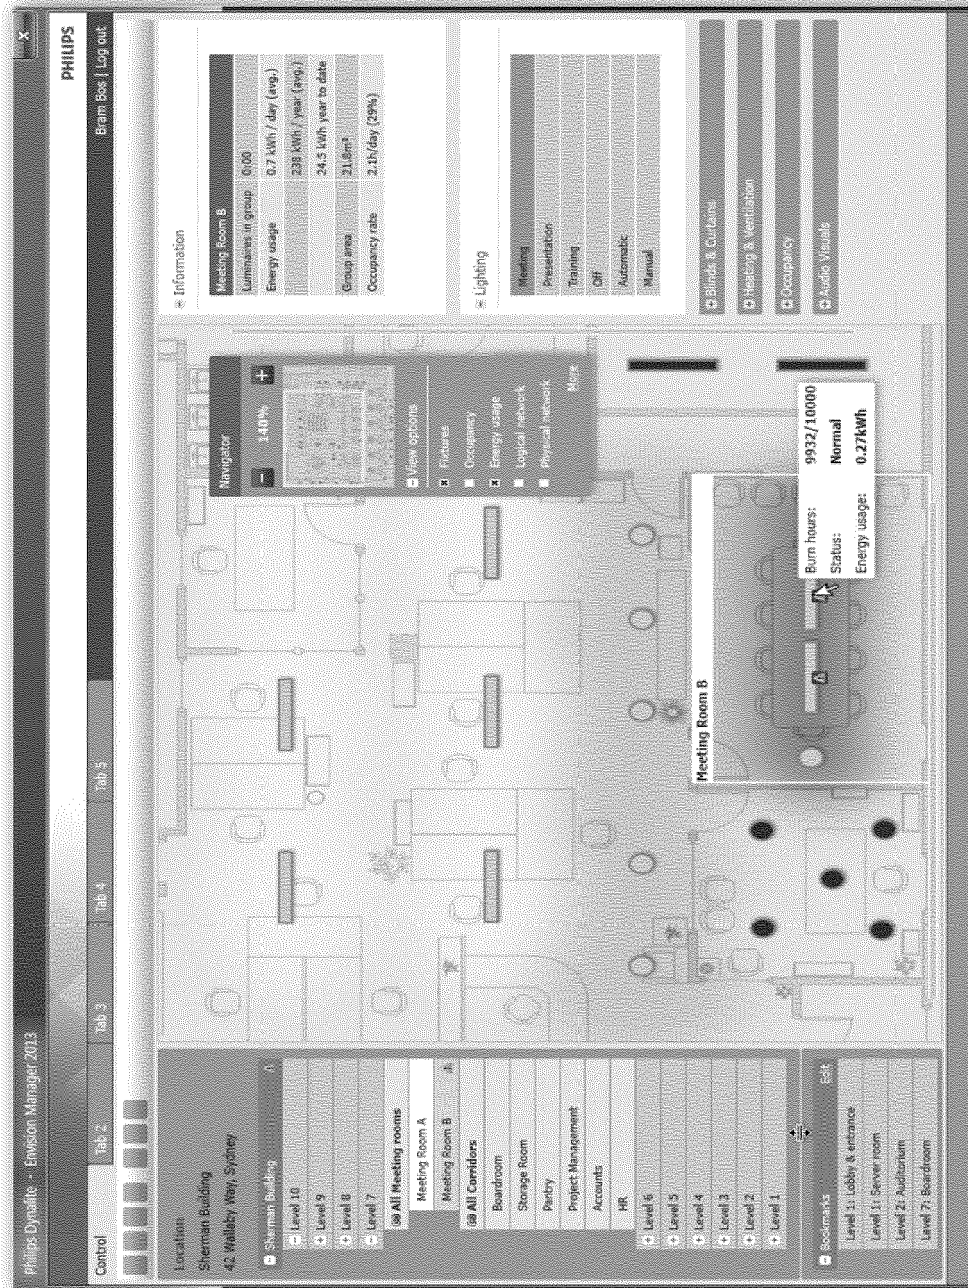 Philips Dynalite - Envision Manager 2013
PHILIPS
Control
Tab 2
Tab 3
Tab 4
Tab 5
Bram Bos | Log out
Location
Sherman Building
42 Wallaby Way, Sydney
Sherman Building
Level 10
Level 9
Level 8
Level 7
All Meeting rooms
Meeting Room A
Meeting Room B
All Corridors
Boardroom
Storage Room
Pantry
Project Management
Accounts
HR
Level 6
Level 5
Level 4
Level 3
Level 2
Level 1
Bookmarks Edit
Level 1: Lobby & entrance
Level 1: Server room
Level 2: Auditorium
Level 7: Boardroom
Navigator
- 140% +
View options
Fixtures
Occupancy
Energy usage
Logical network
Physical network
More
Meeting Room B
Burn hours: 9932/10000
Status: Normal
Energy usage: 0.27kWh
Information
Meeting Room B
Luminaires in group 0:00
Energy usage 0.7 kWh / day (avg.)
238 kWh / year (avg.)
24.5 kWh year to date
Group area 21.8m²
Occupancy rate 2.1h/day (29%)
Lighting
Meeting
Presentation
Training
Off
Automatic
Manual
Blinds & Curtains
Heating & Ventilation
Occupancy
Audio Visuals